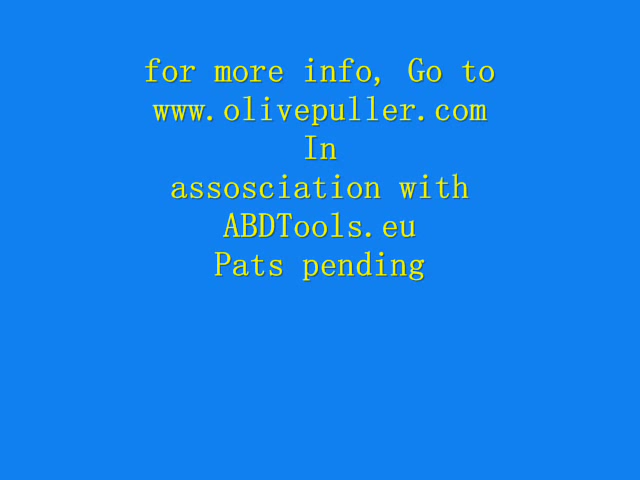 for more info, Go to
www.olivepuller.com
In
assosciation with
ABDTools.eu
Pats pending